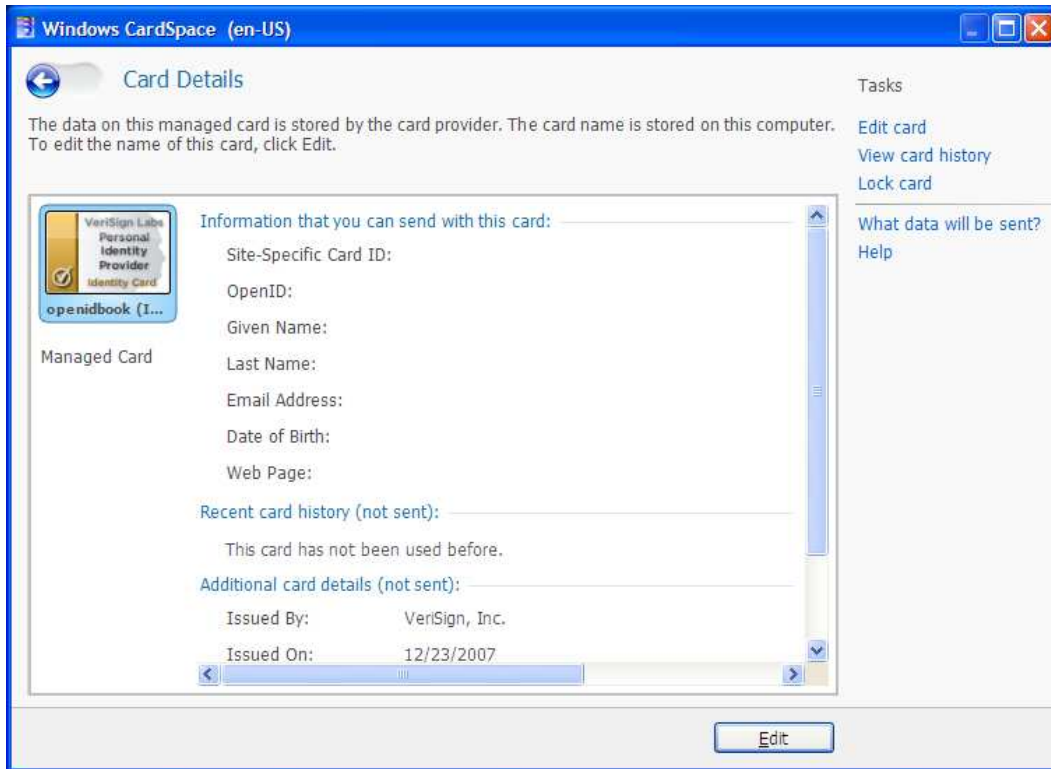 Windows CardSpace (en-US)
Card Details
The data on this managed card is stored by the card provider. The card name is stored on this computer.
To edit the name of this card, click Edit.
VeriSign Labs
Personal
Identity
Provider
Identity Card
openidbook (I...
Managed Card
Information that you can send with this card:
Site-Specific Card ID:
OpenID:
Given Name:
Last Name:
Email Address:
Date of Birth:
Web Page:
Recent card history (not sent):
This card has not been used before.
Additional card details (not sent):
Issued By: VeriSign, Inc.
Issued On: 12/23/2007
Tasks
Edit card
View card history
Lock card
What data will be sent?
Help
Edit